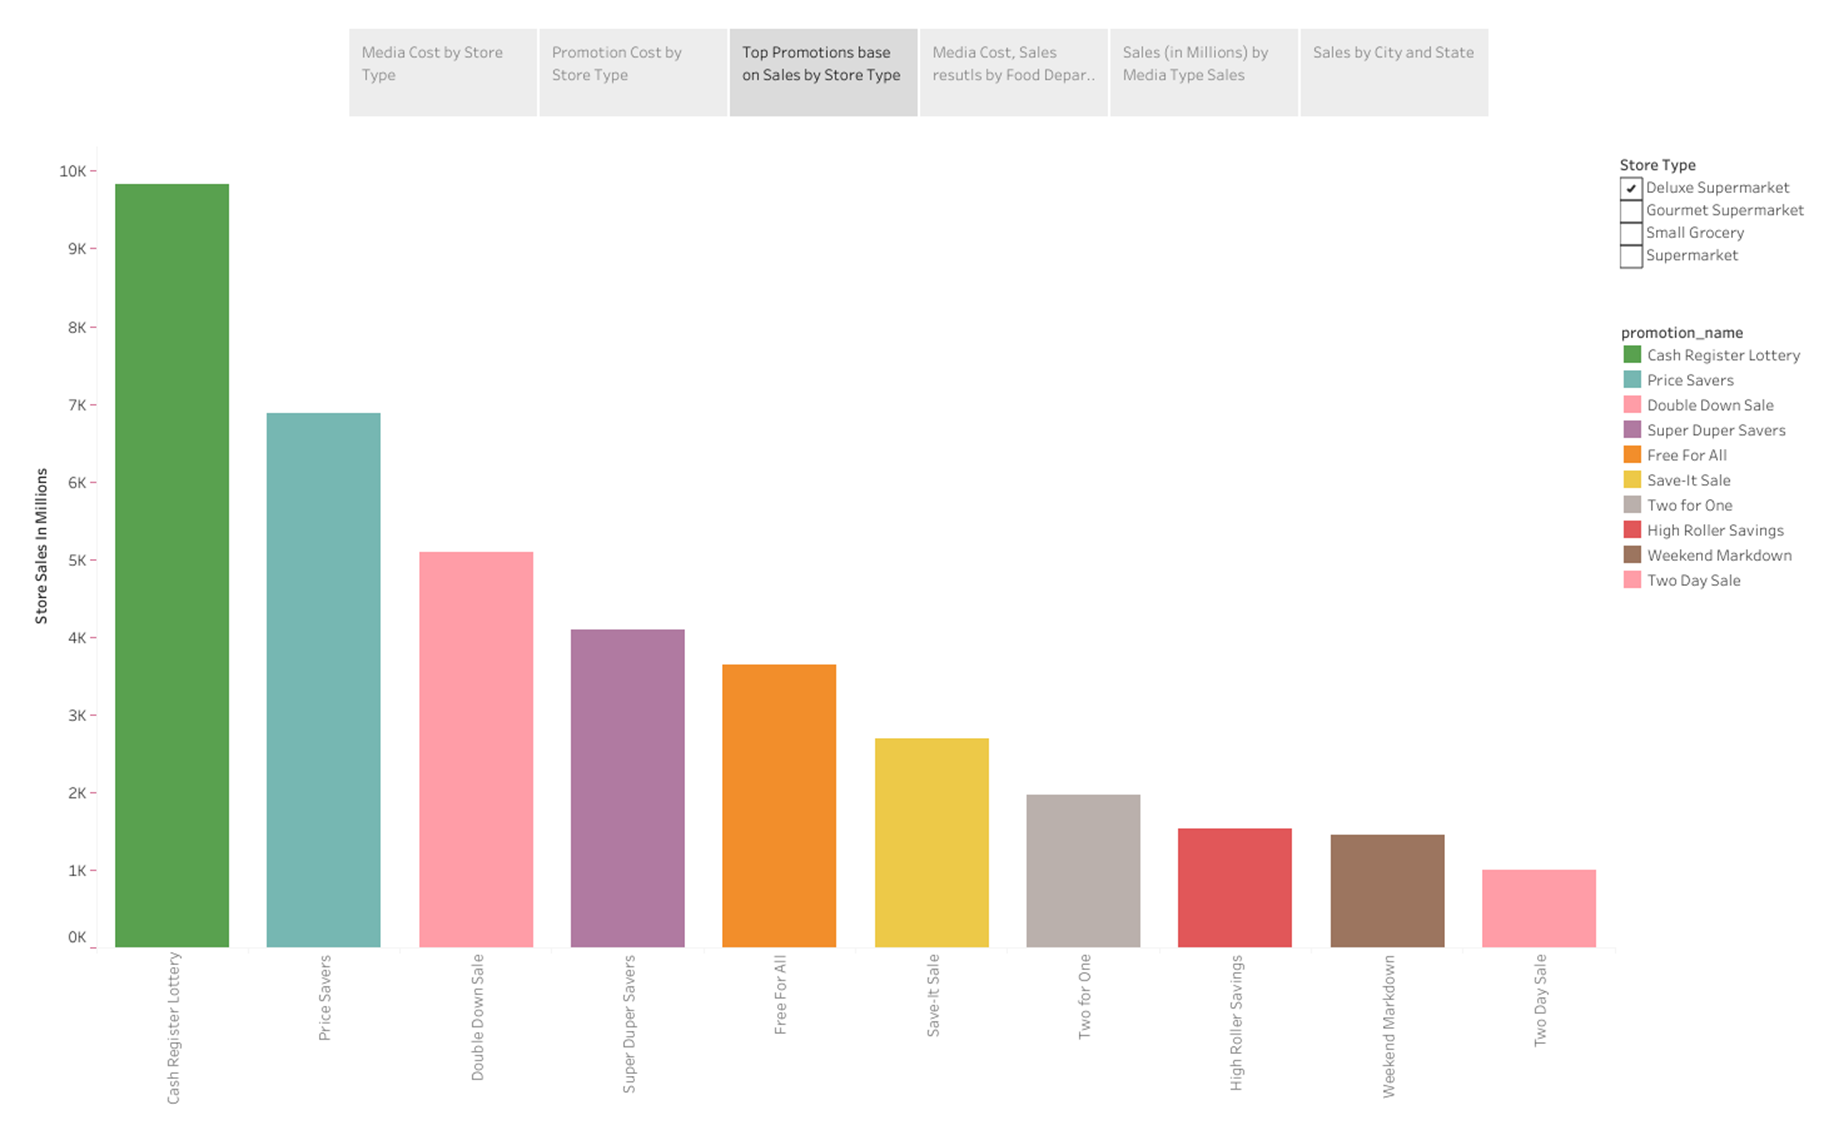 Media Cost by Store
Type
Promotion Cost by
Store Type
Top Promotions base
on Sales by Store Type
Media Cost, Sales
resutls by Food Depar..
Sales (in Millions) by
Media Type Sales
Sales by City and State
Store Sales In Millions
10K
9K
8K
7K
6K
5K
4K
3K
2K
1K
0K
Cash Register Lottery
Price Savers
Double Down Sale
Super Duper Savers
Free For All
Save-It Sale
Two for One
High Roller Savings
Weekend Markdown
Two Day Sale
Store Type
Deluxe Supermarket
Gourmet Supermarket
Small Grocery
Supermarket
promotion_name
Cash Register Lottery
Price Savers
Double Down Sale
Super Duper Savers
Free For All
Save-It Sale
Two for One
High Roller Savings
Weekend Markdown
Two Day Sale